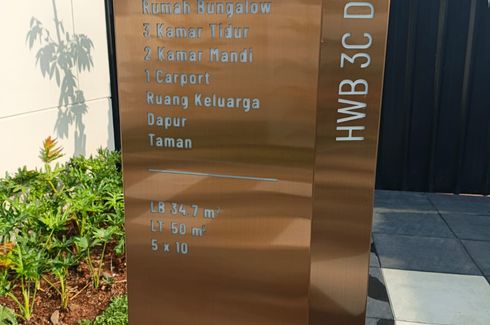 Rumah Bungalow
3 Kamar Tidur
2 Kamar Mandi
1 Carport
Ruang Keluarga
Dapur
Taman
LB 34.7 m²
LT 50 m²
5 x 10
HWB 3C D